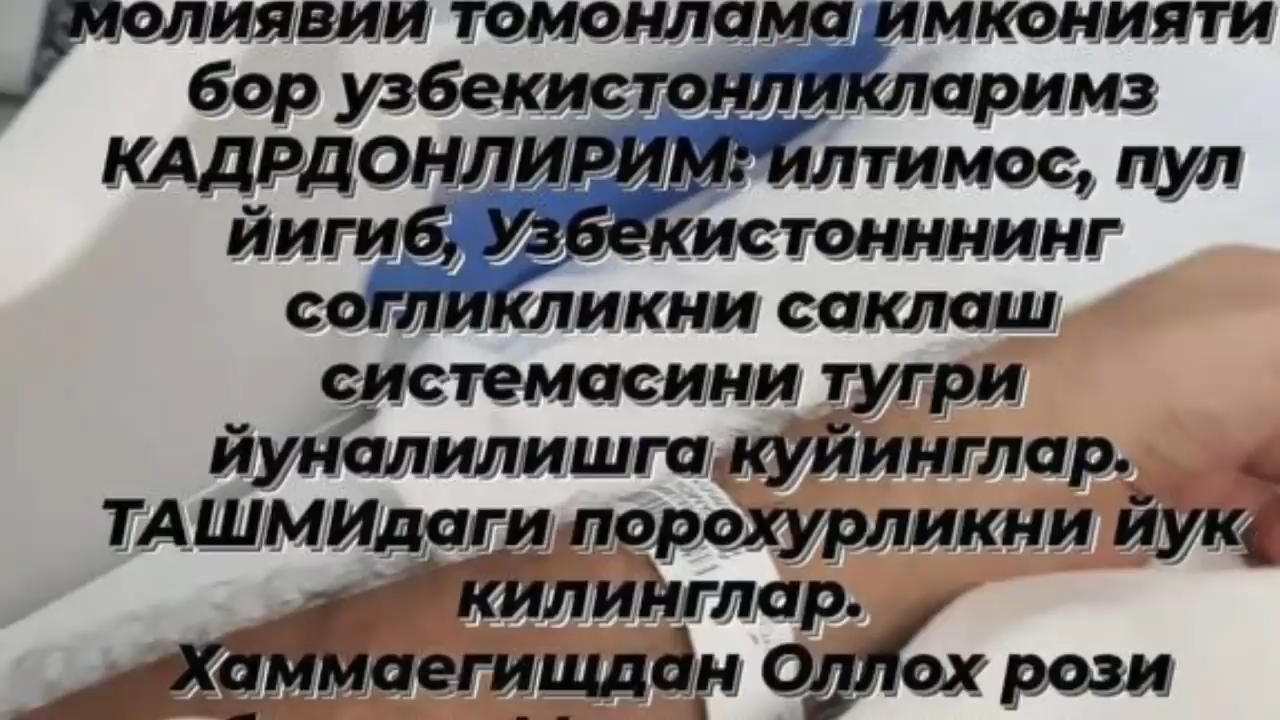 молиявий томонлама имконияти
бор узбекистонликларимз
КАДРДОНЛИРИМ: илтимос, пул
йигиб, Узбекистонннинг
согликликни саклаш
системасини тугри
йуналилишга куйинглар.
ТАШМИдаги порохурликни йук
килинглар.
Хаммаегищдан Оллох рози